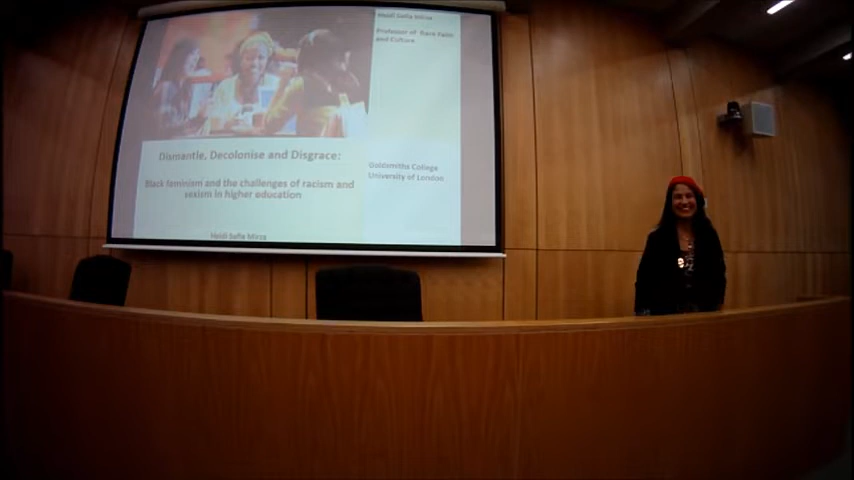 Heidi Safia Mirza
Professor of Race Faith
and Culture
Dismantle, Decolonise and Disgrace:
Goldsmiths College
University of London
Black feminism and the challenges of racism and
sexism in higher education
Heidi Safia Mirza